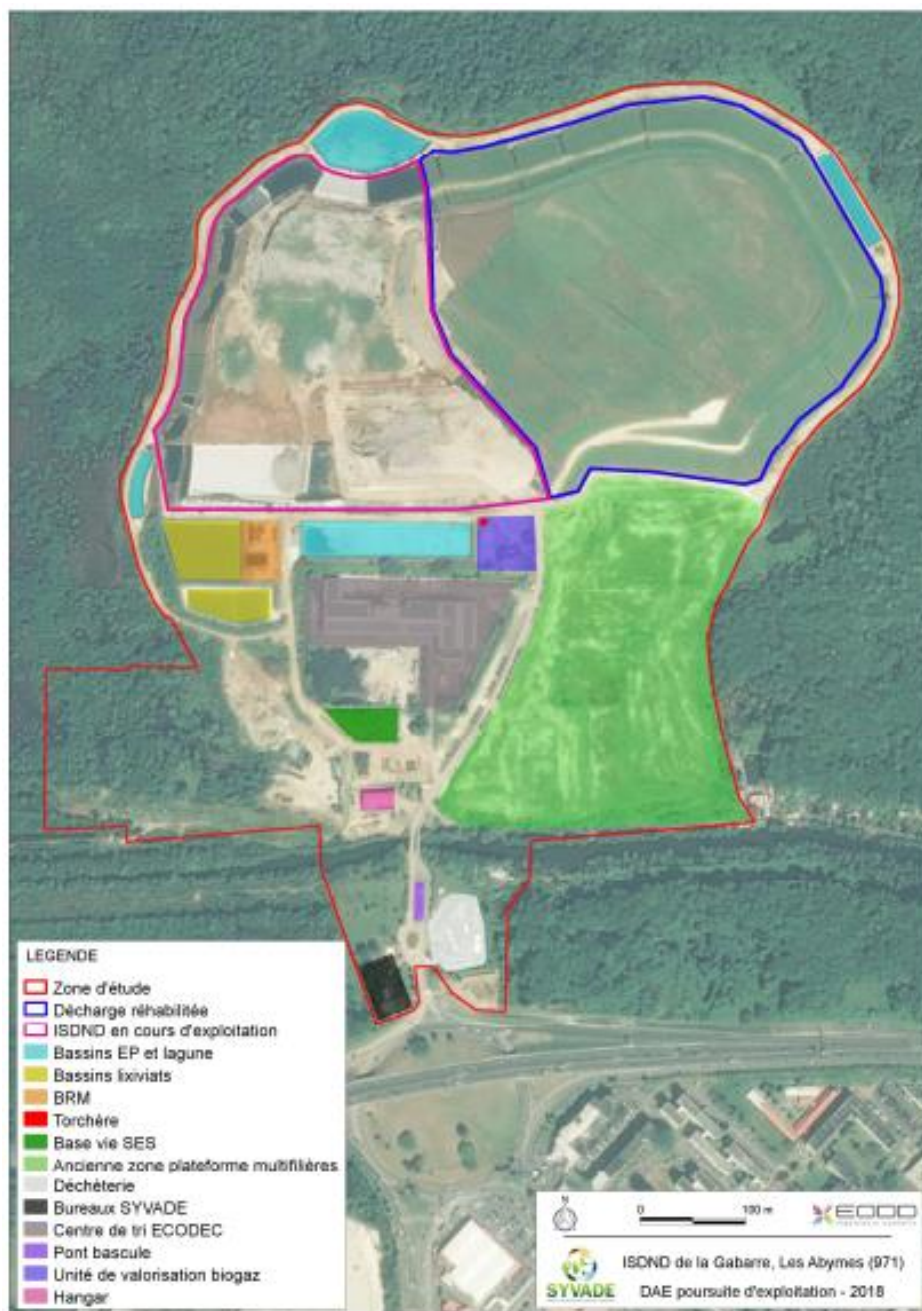 LEGENDE
Zone d'étude
Décharge réhabilitée
ISDND en cours d'exploitation
Bassins EP et lagune
Bassins lixiviats
BRM
Torchère
Base vie SES
Ancienne zone plateforme multifilières
Déchèterie
Bureaux SYVADE
Centre de tri ECODEC
Pont bascule
Unité de valorisation biogaz
Hangar
N
0 100 m
EODD
SYVADE
ISDND de la Gabarre, Les Abymes (971)
DAE poursuite d'exploitation - 2018